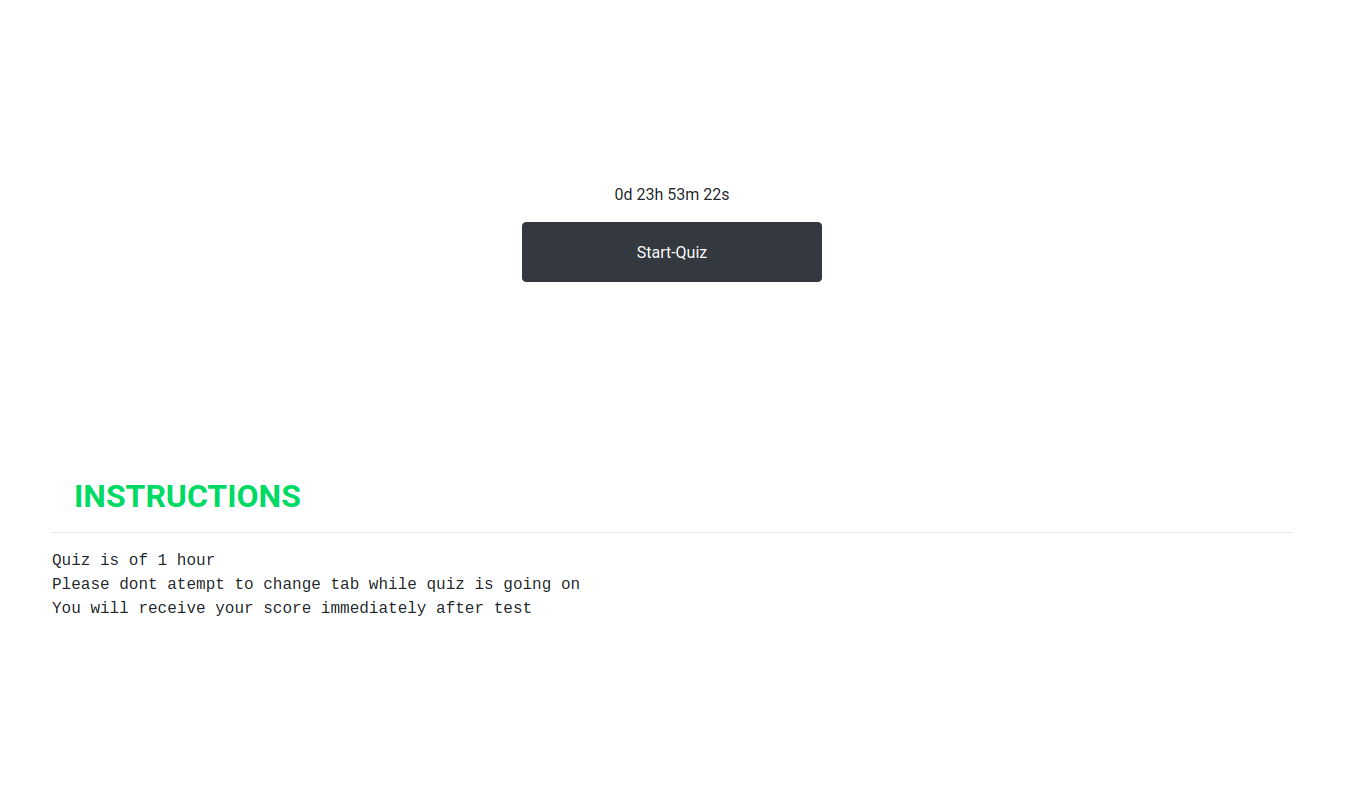 0d 23h 53m 22s
Start-Quiz
INSTRUCTIONS
Quiz is of 1 hour
Please dont atempt to change tab while quiz is going on
You will receive your score immediately after test